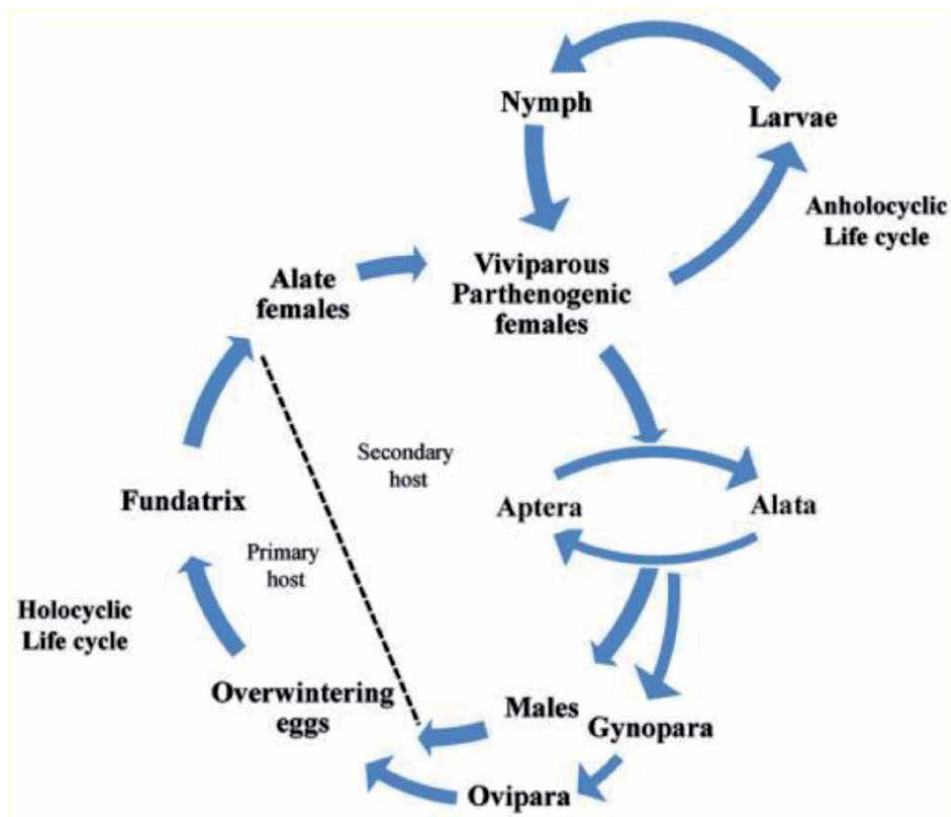 Nymph
Larvae
Anholocyclic
Life cycle
Alate
females
Viviparous
Parthenogenic
females
Secondary
host
Aptera
Alata
Fundatrix
Primary
host
Holocyclic
Life cycle
Overwintering
eggs
Males
Gynopara
Ovipara